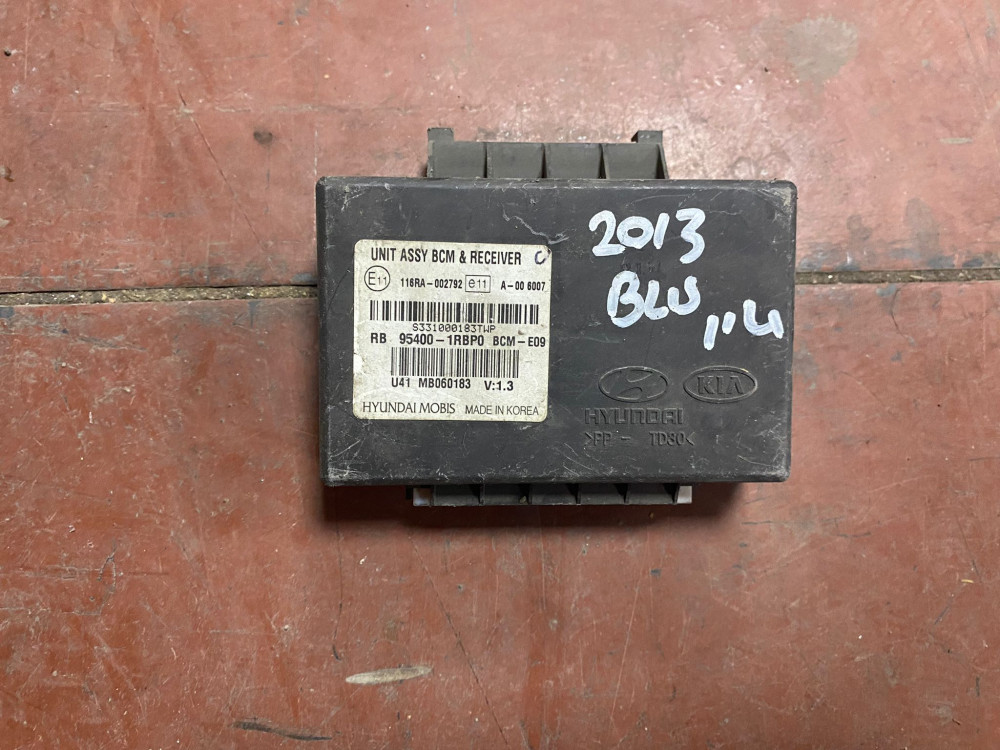 UNIT ASSY BCM & RECEIVER
E11 116RA-002792 e11 A-00 6007
S331000183TWP
RB 95400-1RBP0 BCM-E09
U41 MB060183 V:1.3
HYUNDAI MOBIS MADE IN KOREA
2013
BLU
1"4
KIA
HYUNDAI
>PP- TD30<